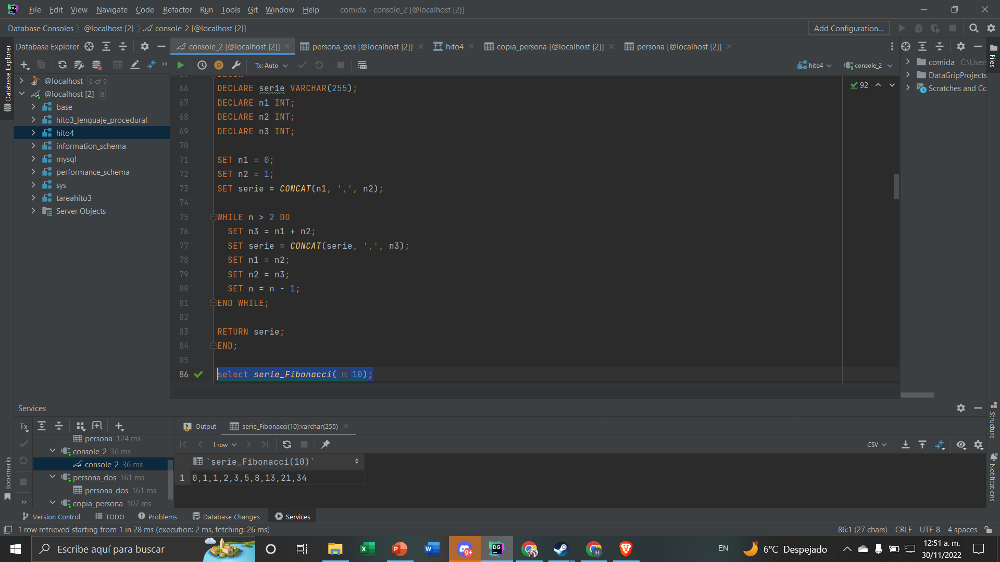 File Edit View Navigate Code Refactor Run Tools Git Window Help comida - console_2 [@localhost [2]]
Database Consoles @localhost [2] console_2 [@localhost [2]] Add Configuration...
Database Explorer
console_2 [@localhost [2]] persona_dos [@localhost [2]] hito4 copia_persona [@localhost [2]] persona [@localhost [2]]
Tx: Auto hito4 console_2
Database Explorer
@localhost 6 of 9
@localhost [2] 8
base
hito3_lenguaje_procedural
hito4
information_schema
mysql
performance_schema
sys
tareahito3
Server Objects
92
66 DECLARE serie VARCHAR(255);
67 DECLARE n1 INT;
68 DECLARE n2 INT;
69 DECLARE n3 INT;
70
71 SET n1 = 0;
72 SET n2 = 1;
73 SET serie = CONCAT(n1, ',', n2);
74
75 WHILE n > 2 DO
76 SET n3 = n1 + n2;
77 SET serie = CONCAT(serie, ',', n3);
78 SET n1 = n2;
79 SET n2 = n3;
80 SET n = n - 1;
81 END WHILE;
82
83 RETURN serie;
84 END;
85
86 select serie_Fibonacci( n: 10);
comida C:\Users
DataGripProjects
Scratches and Co
Files
Structure
Notifications
Bookmarks
Services
Tx
persona 124 ms
console_2 36 ms
console_2 36 ms
persona_dos 161 ms
persona_dos 161 ms
copia_persona 107 ms
Output serie_Fibonacci(10):varchar(255)
1 row CSV
`serie_Fibonacci(10)`
1 0,1,1,2,3,5,8,13,21,34
Version Control TODO Problems Database Changes Services
1 row retrieved starting from 1 in 28 ms (execution: 2 ms, fetching: 26 ms) 86:1 (27 chars) CRLF UTF-8 4 spaces
Escribe aquí para buscar 9+ DG EN 6°C Despejado 12:51 a. m.
30/11/2022